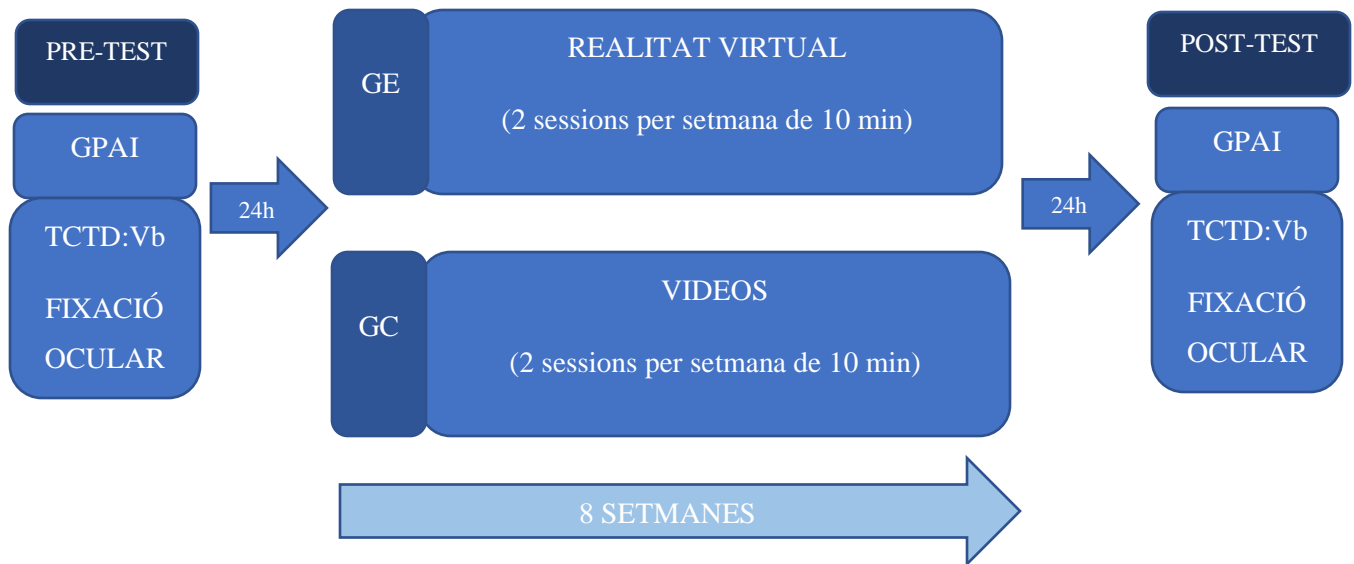 PRE-TEST
GPAI
TCTD:Vb
FIXACIÓ
OCULAR
24h
GE
REALITAT VIRTUAL
(2 sessions per setmana de 10 min)
GC
VIDEOS
(2 sessions per setmana de 10 min)
8 SETMANES
24h
POST-TEST
GPAI
TCTD:Vb
FIXACIÓ
OCULAR